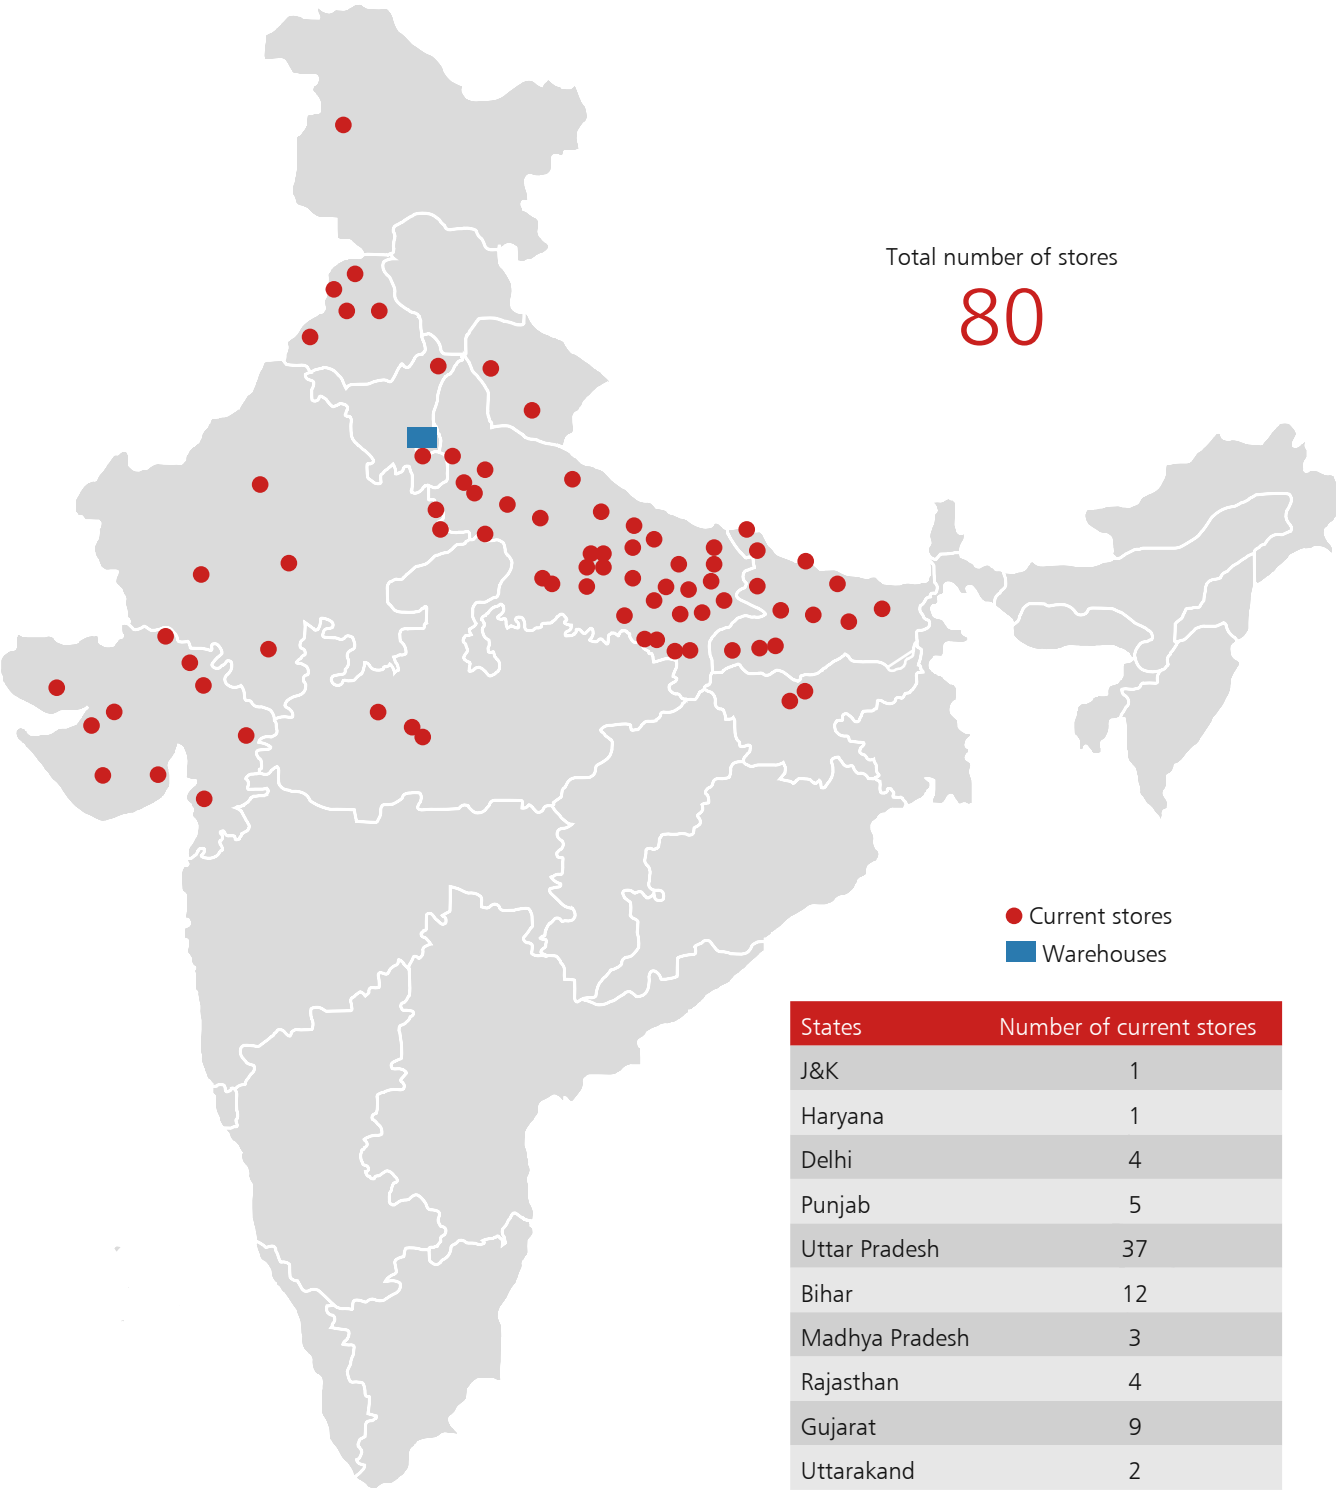 Total number of stores
80
Current stores
Warehouses
States Number of current stores
J&K 1
Haryana 1
Delhi 4
Punjab 5
Uttar Pradesh 37
Bihar 12
Madhya Pradesh 3
Rajasthan 4
Gujarat 9
Uttarakand 2